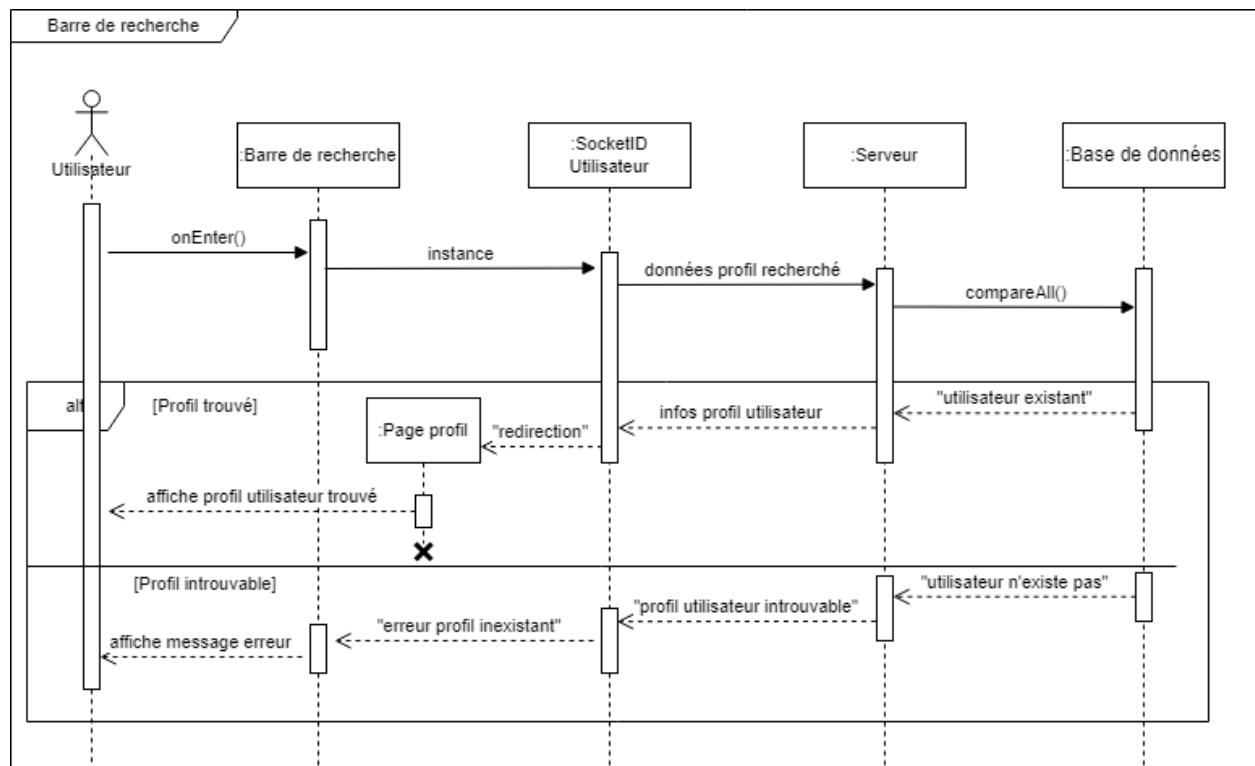 Barre de recherche
Utilisateur
:Barre de recherche
:SocketID
Utilisateur
:Serveur
:Base de données
onEnter()
instance
données profil recherché
compareAll()
alt
[Profil trouvé]
"utilisateur existant"
infos profil utilisateur
:Page profil
"redirection"
affiche profil utilisateur trouvé
[Profil introuvable]
"utilisateur n'existe pas"
"profil utilisateur introuvable"
"erreur profil inexistant"
affiche message erreur